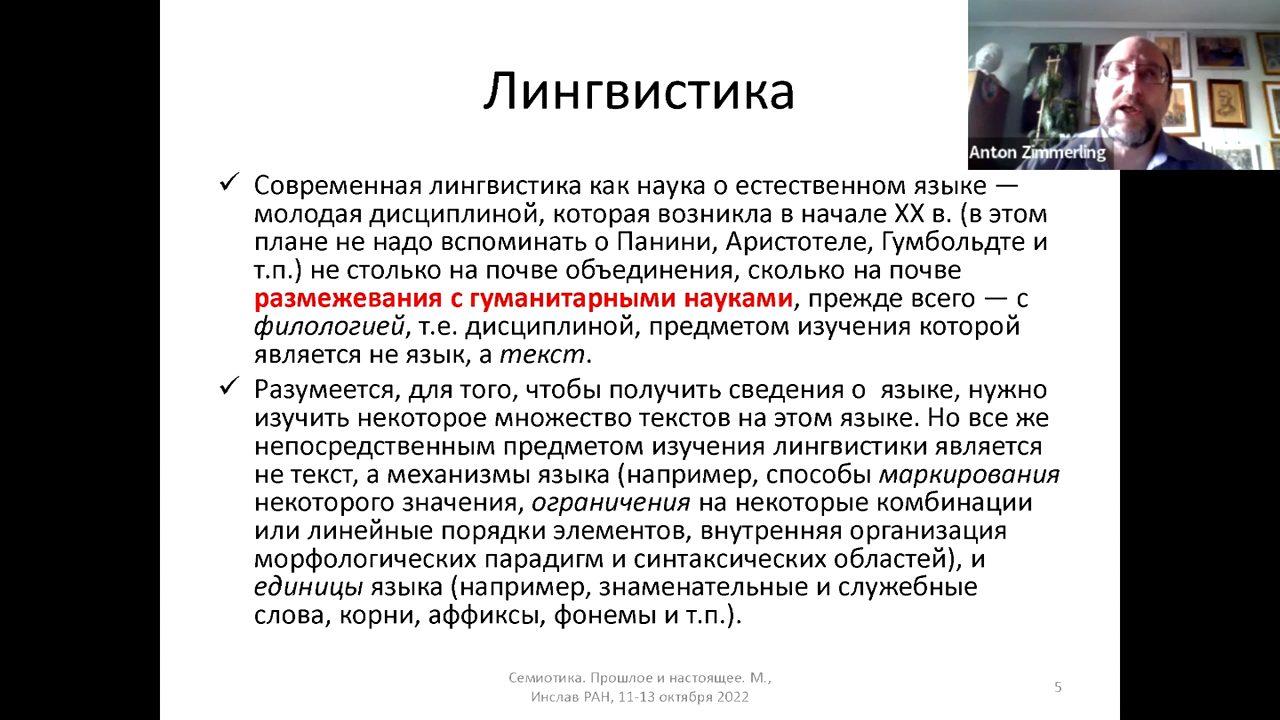 Лингвистика
Anton Zimmerling
✓ Современная лингвистика как наука о естественном языке —
молодая дисциплиной, которая возникла в начале XX в. (в этом
плане не надо вспоминать о Панини, Аристотеле, Гумбольдте и
т.п.) не столько на почве объединения, сколько на почве
размежевания с гуманитарными науками, прежде всего — с
филологией, т.е. дисциплиной, предметом изучения которой
является не язык, а текст.
✓ Разумеется, для того, чтобы получить сведения о  языке, нужно
изучить некоторое множество текстов на этом языке. Но все же
непосредственным предметом изучения лингвистики является
не текст, а механизмы языка (например, способы маркирования
некоторого значения, ограничения на некоторые комбинации
или линейные порядки элементов, внутренняя организация
морфологических парадигм и синтаксических областей), и
единицы языка (например, знаменательные и служебные
слова, корни, аффиксы, фонемы и т.п.).
Семиотика. Прошлое и настоящее. М.,
Инслав РАН, 11-13 октября 2022
5